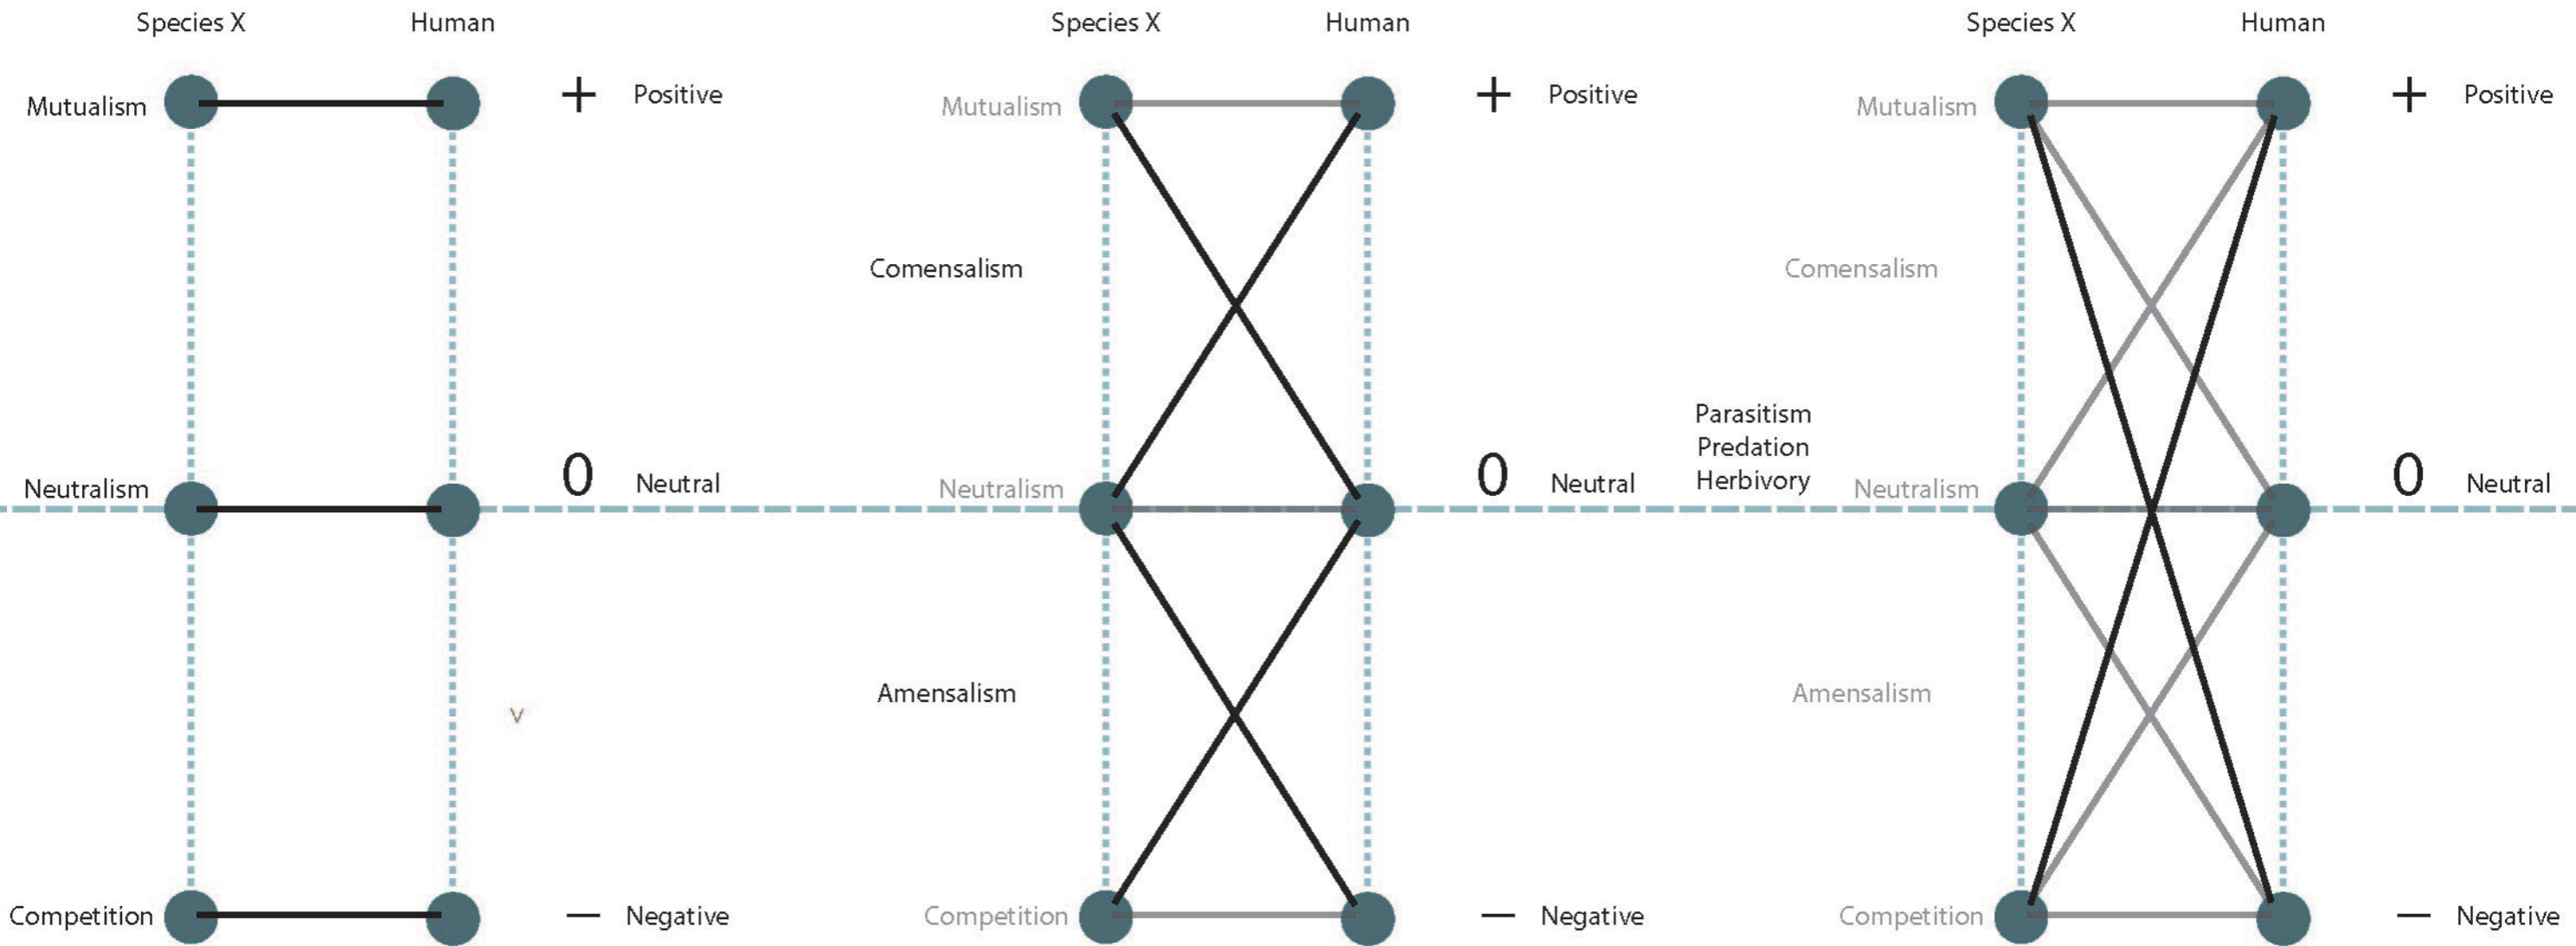 Species X
Human
Mutualism
+ Positive
Neutralism
0 Neutral
v
Competition
− Negative
Species X
Human
Mutualism
+ Positive
Comensalism
Neutralism
0 Neutral
Amensalism
Competition
− Negative
Species X
Human
Mutualism
+ Positive
Comensalism
Parasitism
Predation
Herbivory
Neutralism
0 Neutral
Amensalism
Competition
− Negative